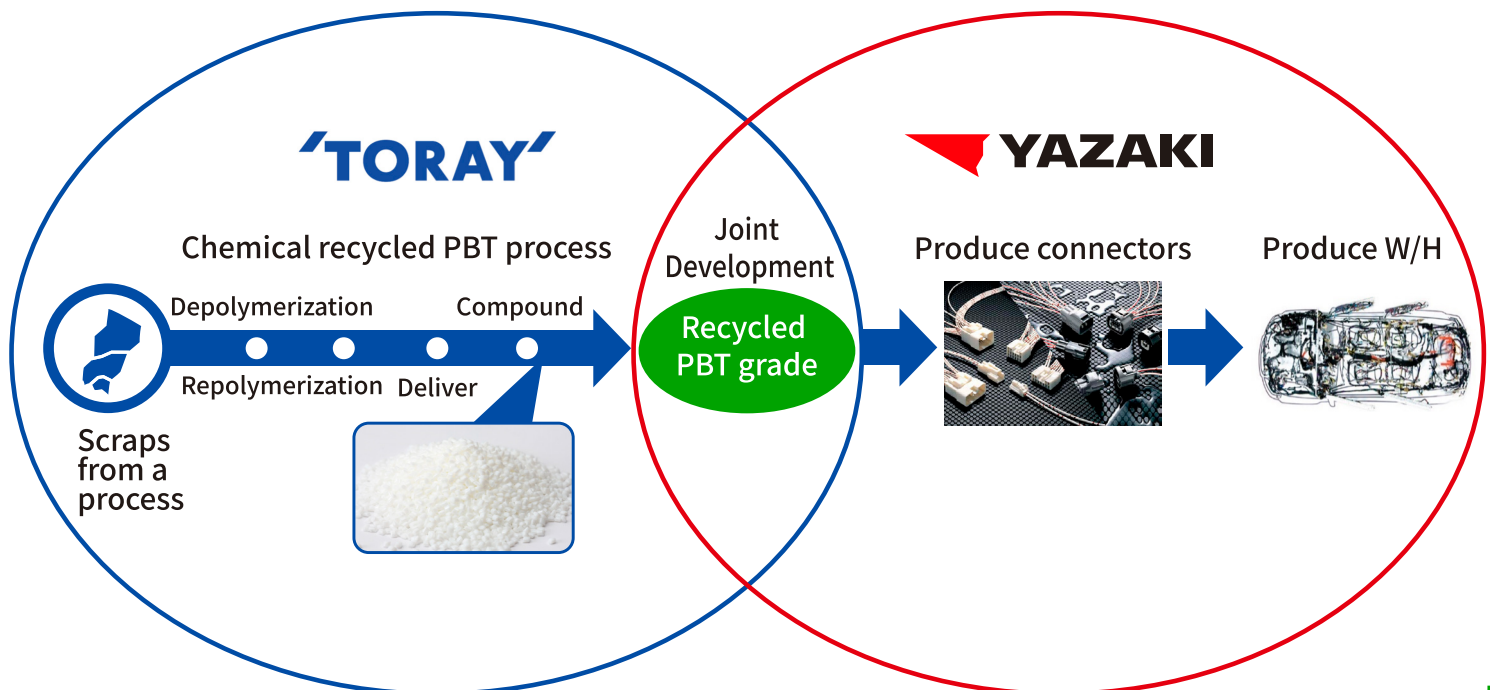 TORAY
YAZAKI
Chemical recycled PBT process
Joint
Development
Produce connectors
Produce W/H
Depolymerization
Compound
Recycled
PBT grade
Repolymerization
Deliver
Scraps
from a
process